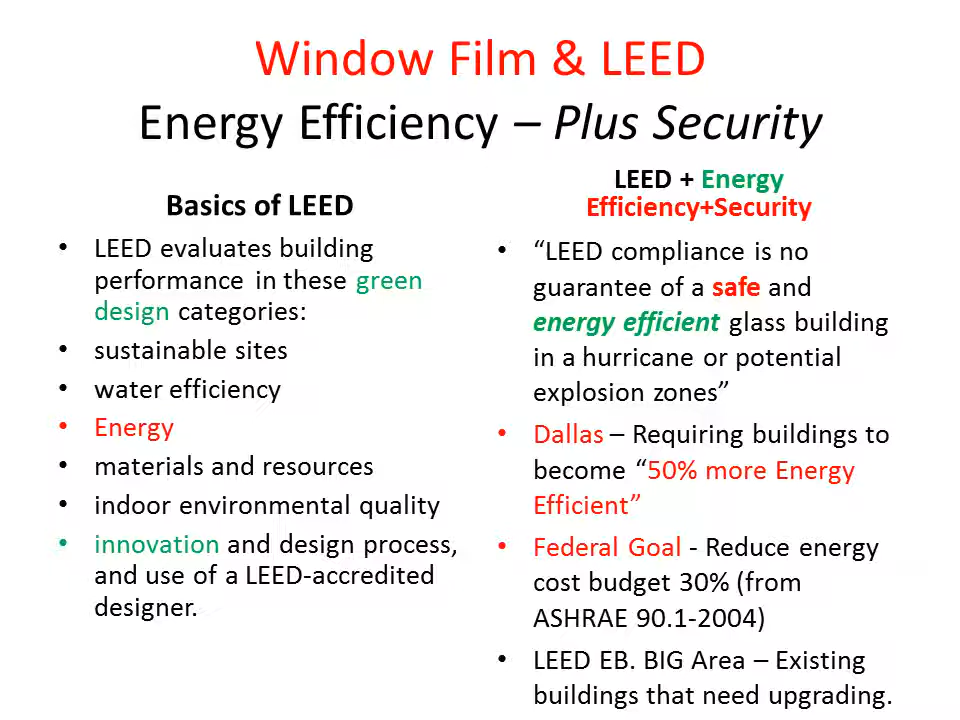 Window Film & LEED
Energy Efficiency – Plus Security
Basics of LEED
• LEED evaluates building
performance in these green
design categories:
• sustainable sites
• water efficiency
• Energy
• materials and resources
• indoor environmental quality
• innovation and design process,
and use of a LEED-accredited
designer.
LEED + Energy
Efficiency+Security
• “LEED compliance is no
guarantee of a safe and
energy efficient glass building
in a hurricane or potential
explosion zones”
• Dallas – Requiring buildings to
become “50% more Energy
Efficient”
• Federal Goal - Reduce energy
cost budget 30% (from
ASHRAE 90.1-2004)
• LEED EB. BIG Area – Existing
buildings that need upgrading.